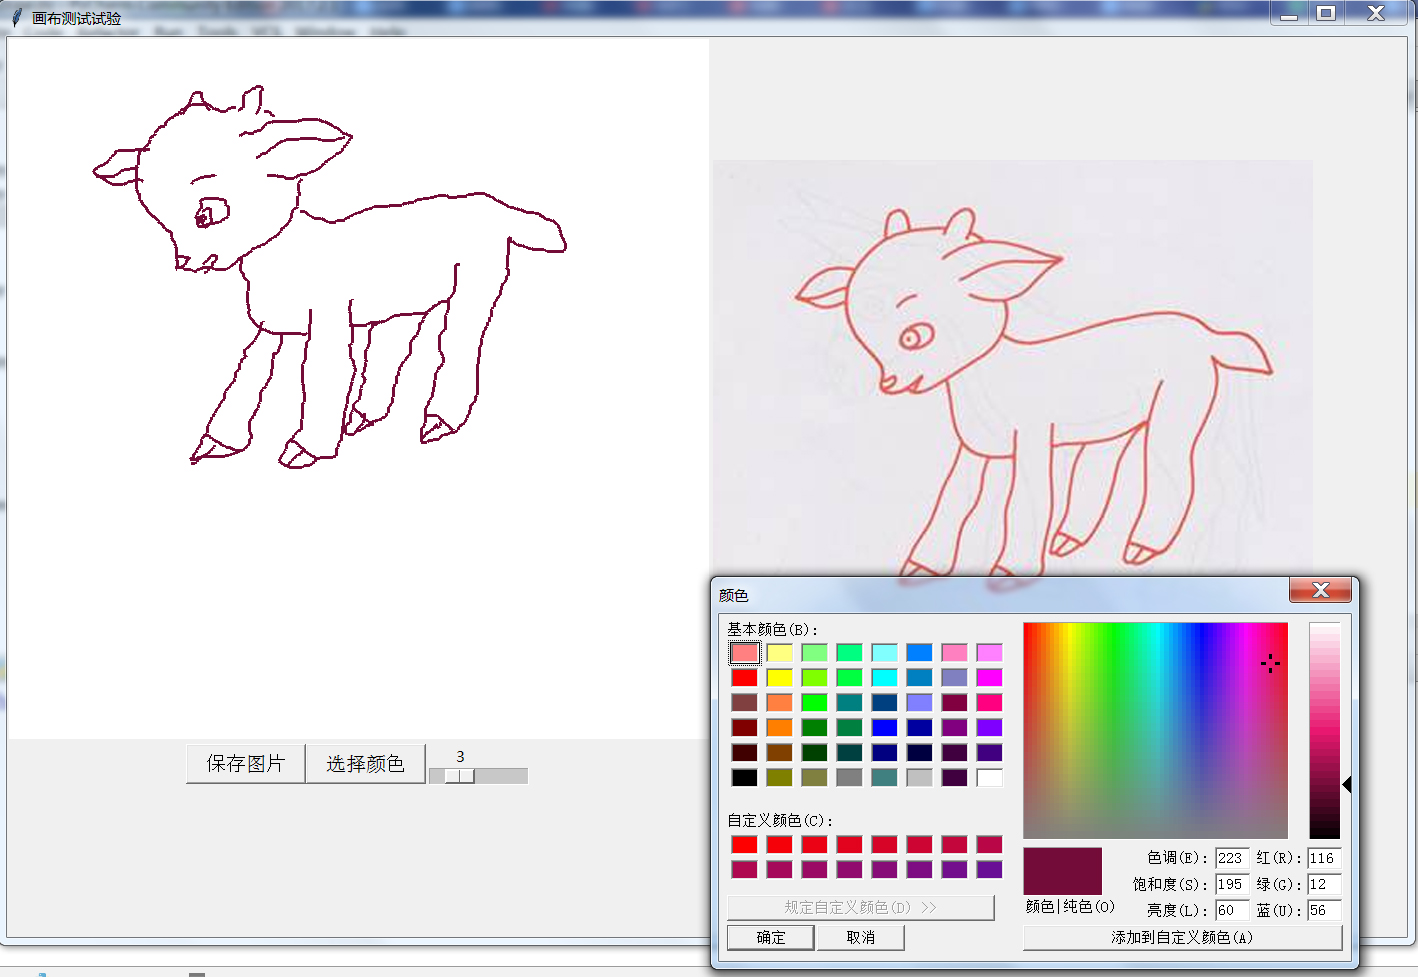 画布测试试验
保存图片
选择颜色
3
颜色
基本颜色(B):
自定义颜色(C):
规定自定义颜色(D) >>
确定
取消
颜色|纯色(O)
色调(E): 223
饱和度(S): 195
亮度(L): 60
红(R): 116
绿(G): 12
蓝(U): 56
添加到自定义颜色(A)